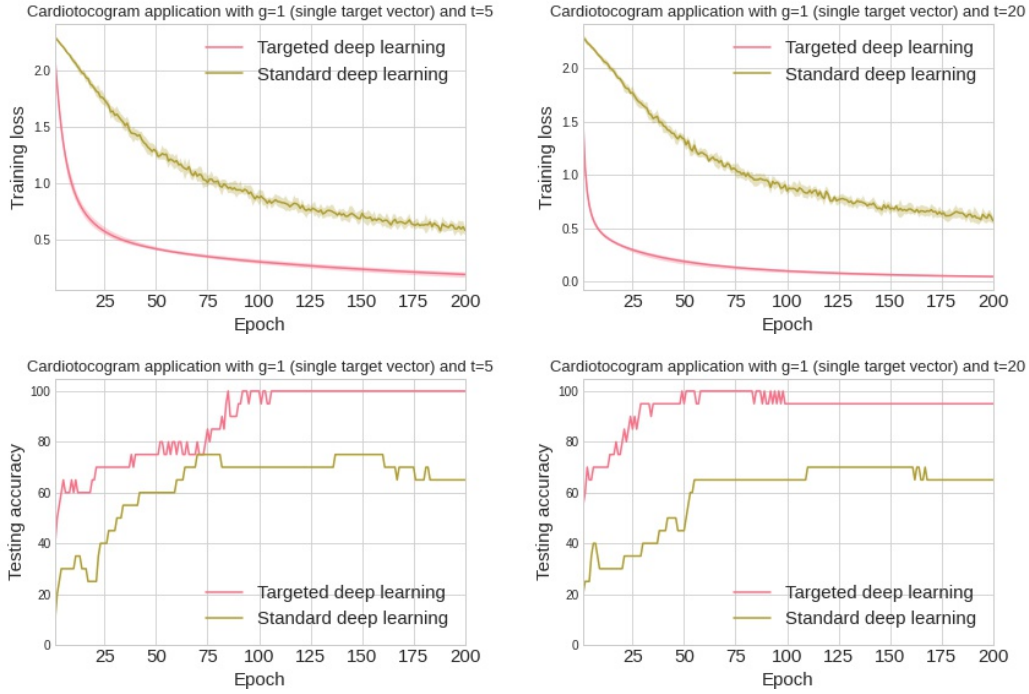 Cardiotocogram application with g=1 (single target vector) and t=5
Targeted deep learning
Standard deep learning
Training loss
2.0
1.5
1.0
0.5
25 50 75 100 125 150 175 200
Epoch
Cardiotocogram application with g=1 (single target vector) and t=20
Targeted deep learning
Standard deep learning
Training loss
2.0
1.5
1.0
0.5
0.0
25 50 75 100 125 150 175 200
Epoch
Cardiotocogram application with g=1 (single target vector) and t=5
Testing accuracy
100
80
60
40
20
0
Targeted deep learning
Standard deep learning
25 50 75 100 125 150 175 200
Epoch
Cardiotocogram application with g=1 (single target vector) and t=20
Testing accuracy
100
80
60
40
20
0
Targeted deep learning
Standard deep learning
25 50 75 100 125 150 175 200
Epoch